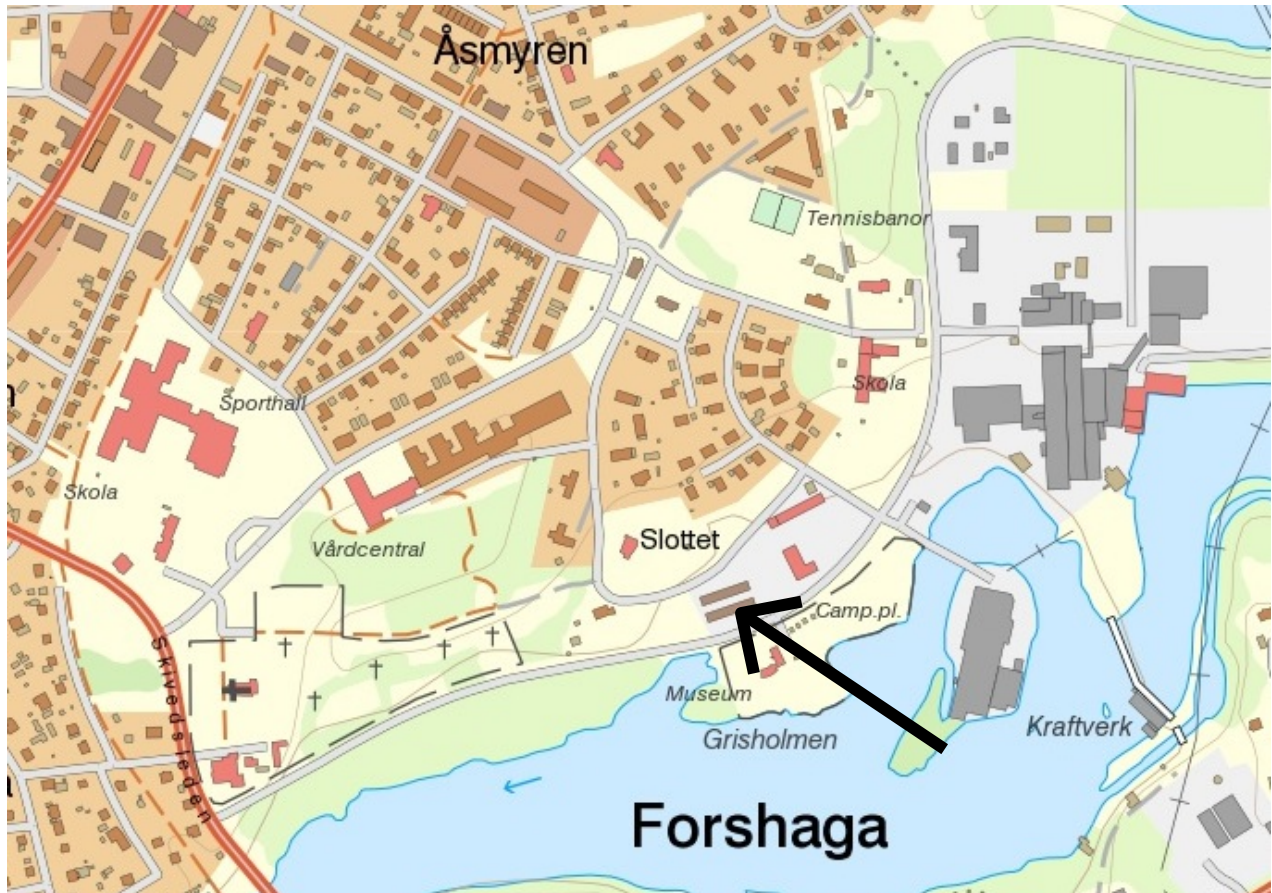 Åsmyren
Tennisbanor
Sporthall
Skola
Skola
Vårdcentral
Slottet
Camp.pl.
Skivedsleden
Museum
Grisholmen
Kraftverk
Forshaga